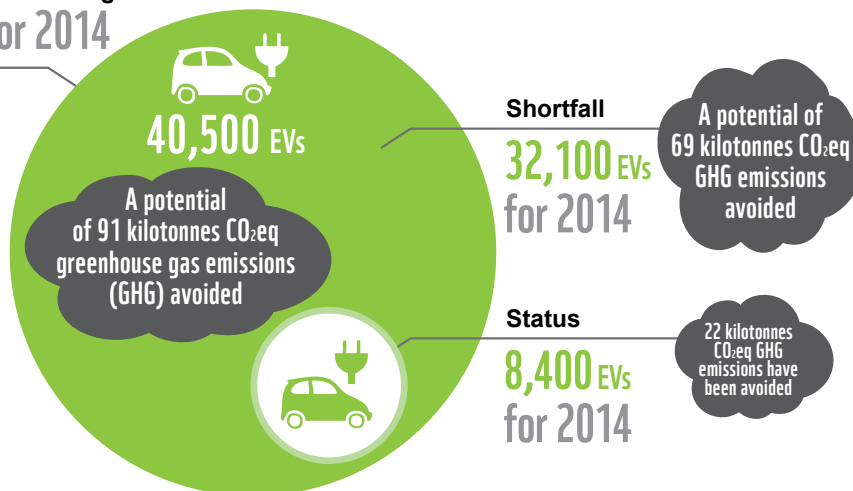 for 2014
40,500 EVs
A potential
of 91 kilotonnes CO₂eq
greenhouse gas emissions
(GHG) avoided
Shortfall
32,100 EVs
for 2014
A potential of
69 kilotonnes CO₂eq
GHG emissions
avoided
Status
8,400 EVs
for 2014
22 kilotonnes
CO₂eq GHG
emissions have
been avoided